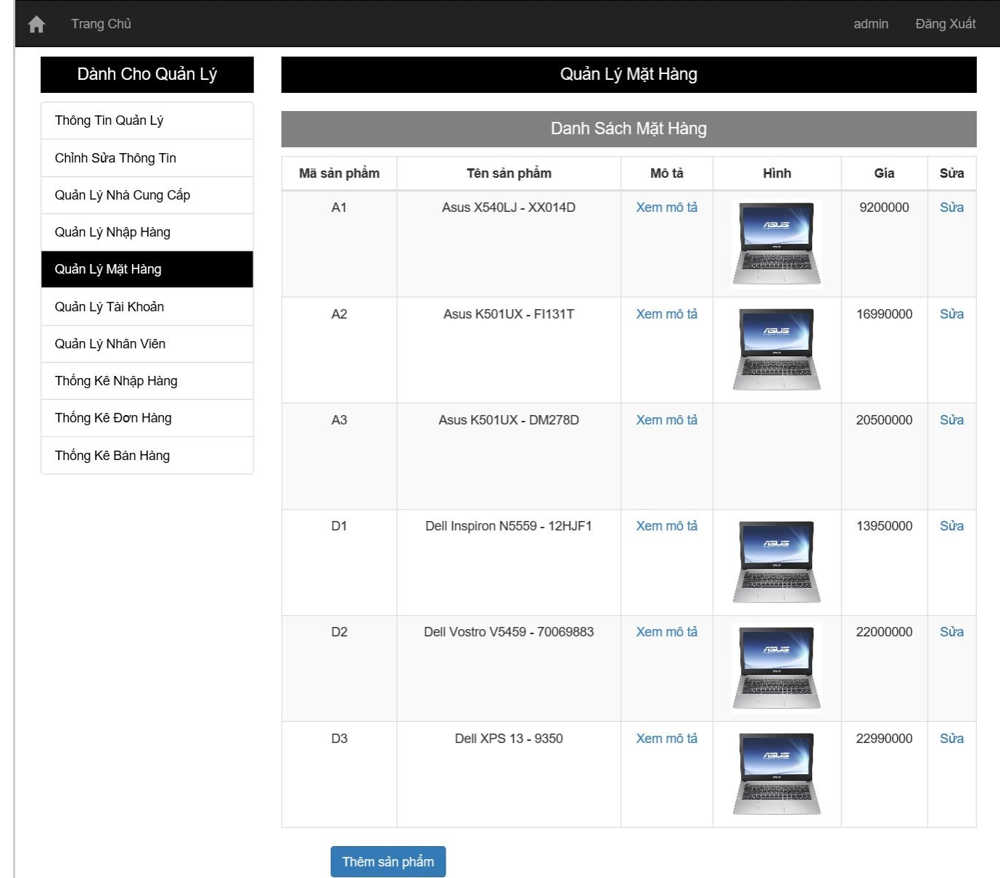 Trang Chủ admin Đăng Xuất
Dành Cho Quản Lý
Thông Tin Quản Lý
Chỉnh Sửa Thông Tin
Quản Lý Nhà Cung Cấp
Quản Lý Nhập Hàng
Quản Lý Mặt Hàng
Quản Lý Tài Khoản
Quản Lý Nhân Viên
Thống Kê Nhập Hàng
Thống Kê Đơn Hàng
Thống Kê Bán Hàng
Quản Lý Mặt Hàng
Danh Sách Mặt Hàng
Mã sản phẩm Tên sản phẩm Mô tả Hình Gía Sửa
A1 Asus X540LJ - XX014D Xem mô tả ASUS 9200000 Sửa
A2 Asus K501UX - FI131T Xem mô tả ASUS 16990000 Sửa
A3 Asus K501UX - DM278D Xem mô tả 20500000 Sửa
D1 Dell Inspiron N5559 - 12HJF1 Xem mô tả ASUS 13950000 Sửa
D2 Dell Vostro V5459 - 70069883 Xem mô tả ASUS 22000000 Sửa
D3 Dell XPS 13 - 9350 Xem mô tả ASUS 22990000 Sửa
Thêm sản phẩm